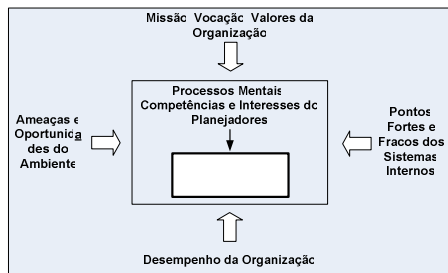 Missão Vocação Valores da
Organização
Processos Mentais
Competências e Interesses do
Planejadores
Ameaças e
Oportunida
des do
Ambiente
Pontos
Fortes e
Fracos dos
Sistemas
Internos
Desempenho da Organização